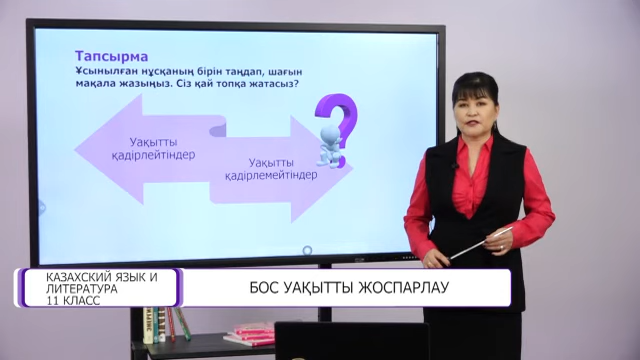 Тапсырма
Ұсынылған нұсқаның бірін таңдап, шағын
мақала жазыңыз. Сіз қай топқа жатасыз?
Уақытты
қадірлейтіндер
Уақытты
қадірлемейтіндер
КАЗАХСКИЙ ЯЗЫК И
ЛИТЕРАТУРА
11 КЛАСС
БОС УАҚЫТТЫ ЖОСПАРЛАУ